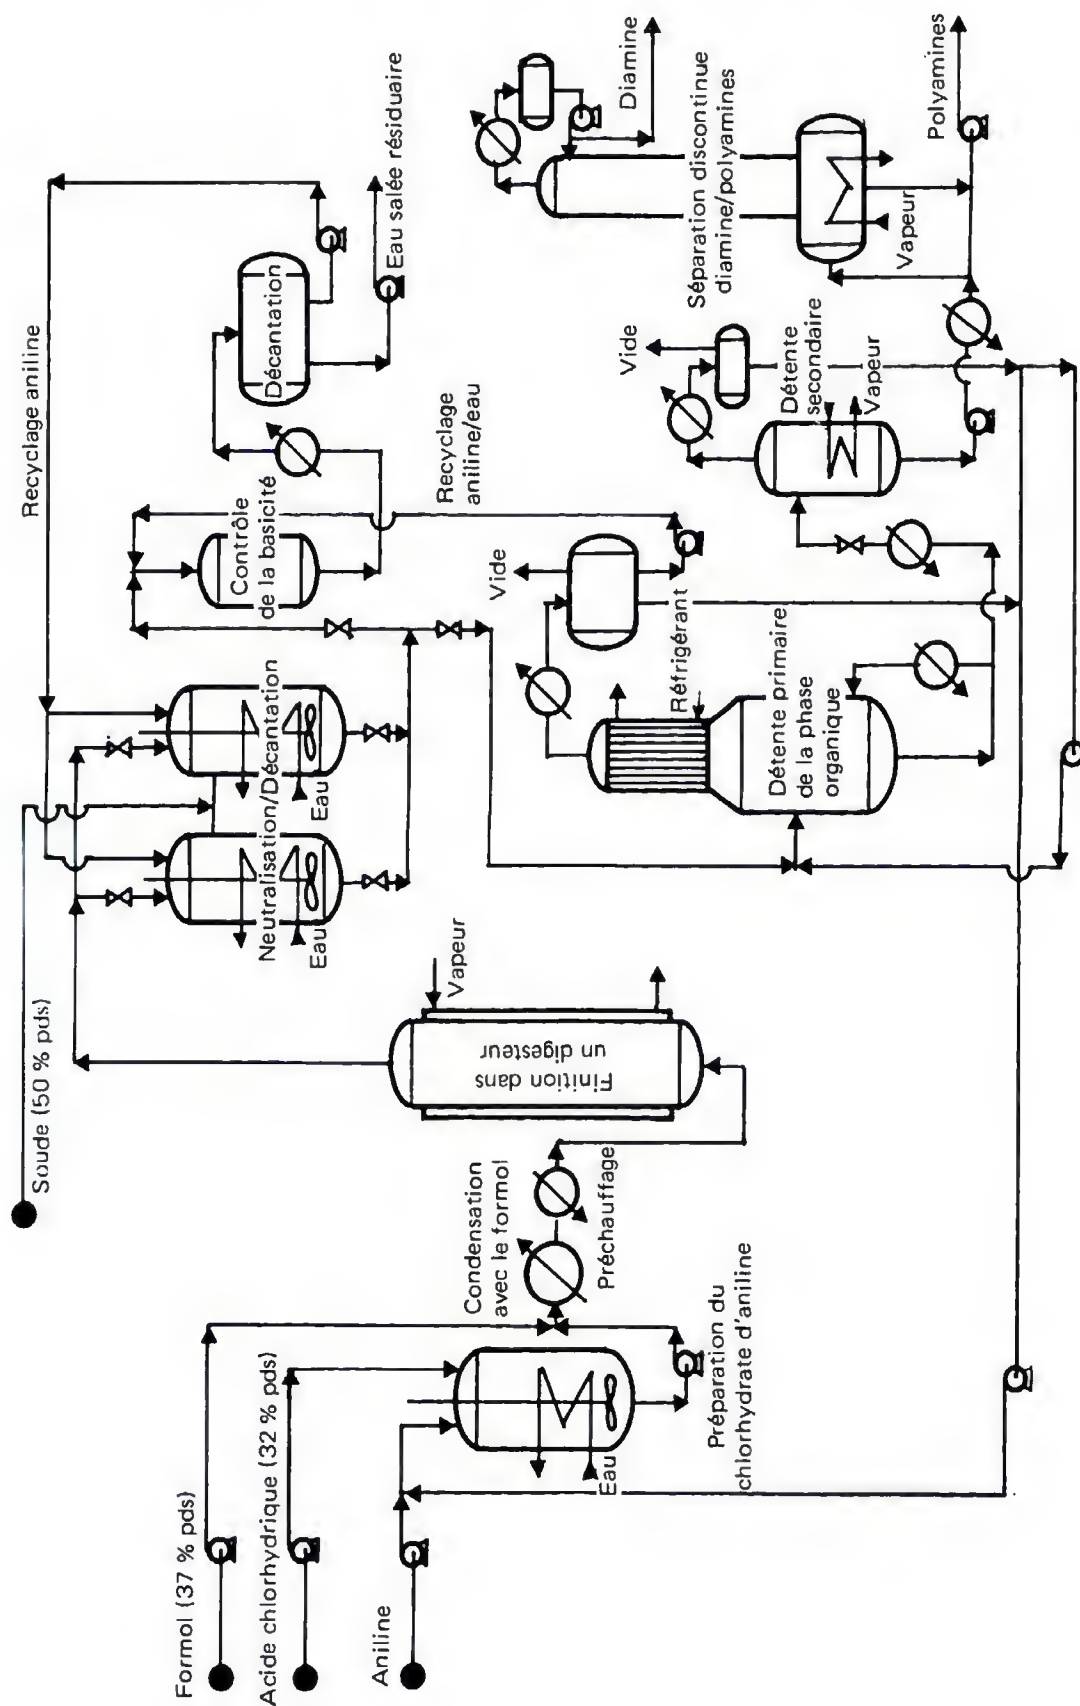 Formol (37 % pds)
Acide chlorhydrique (32 % pds)
Aniline
Eau
Préparation du
chlorhydrate d'aniline
Condensation
avec le formol
Préchauffage
Finition dans
un digesteur
Vapeur
Soude (50 % pds)
Neutralisation/Décantation
Eau
Eau
Recyclage aniline
Contrôle
de la basicité
Décantation
Eau salée résiduaire
Recyclage
aniline/eau
Vide
Réfrigérant
Détente primaire
de la phase
organique
Vide
Détente
secondaire
Vapeur
Séparation discontinue
diamine/polyamines
Vapeur
Diamine
Polyamines